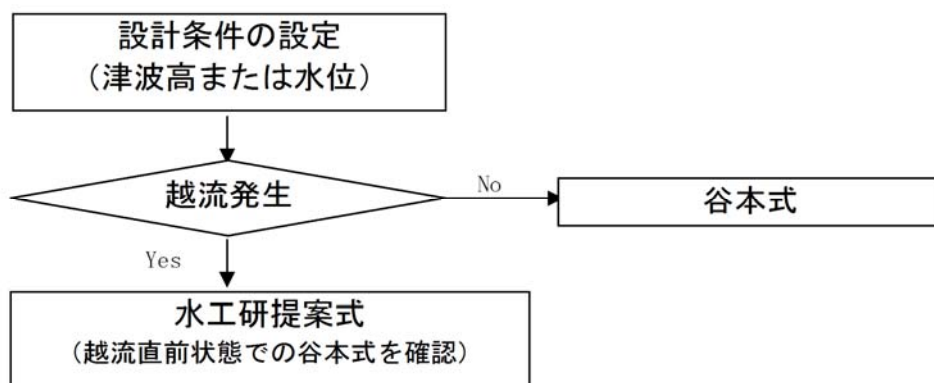 設計条件の設定
（津波高または水位）
越流発生
No
谷本式
Yes
水工研提案式
（越流直前状態での谷本式を確認）